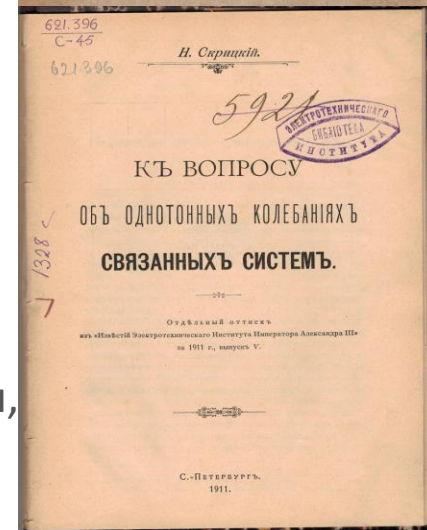 621.396
С-45
621.396
Н. Скрицкій.
5921
ЭЛЕКТРОТЕХНИЧЕСКАГО
БИБЛІОТЕКА
ИНСТИТУТА
КЪ ВОПРОСУ
ОБЪ ОДНОТОННЫХЪ КОЛЕБАНІЯХЪ
СВЯЗАННЫХЪ СИСТЕМЪ.
1328
Отдѣльный оттискъ
изъ «Извѣстій Электротехническаго Института Императора Александра III»
за 1911 г., выпускъ V.
С.-ПЕТЕРБУРГЪ.
1911.